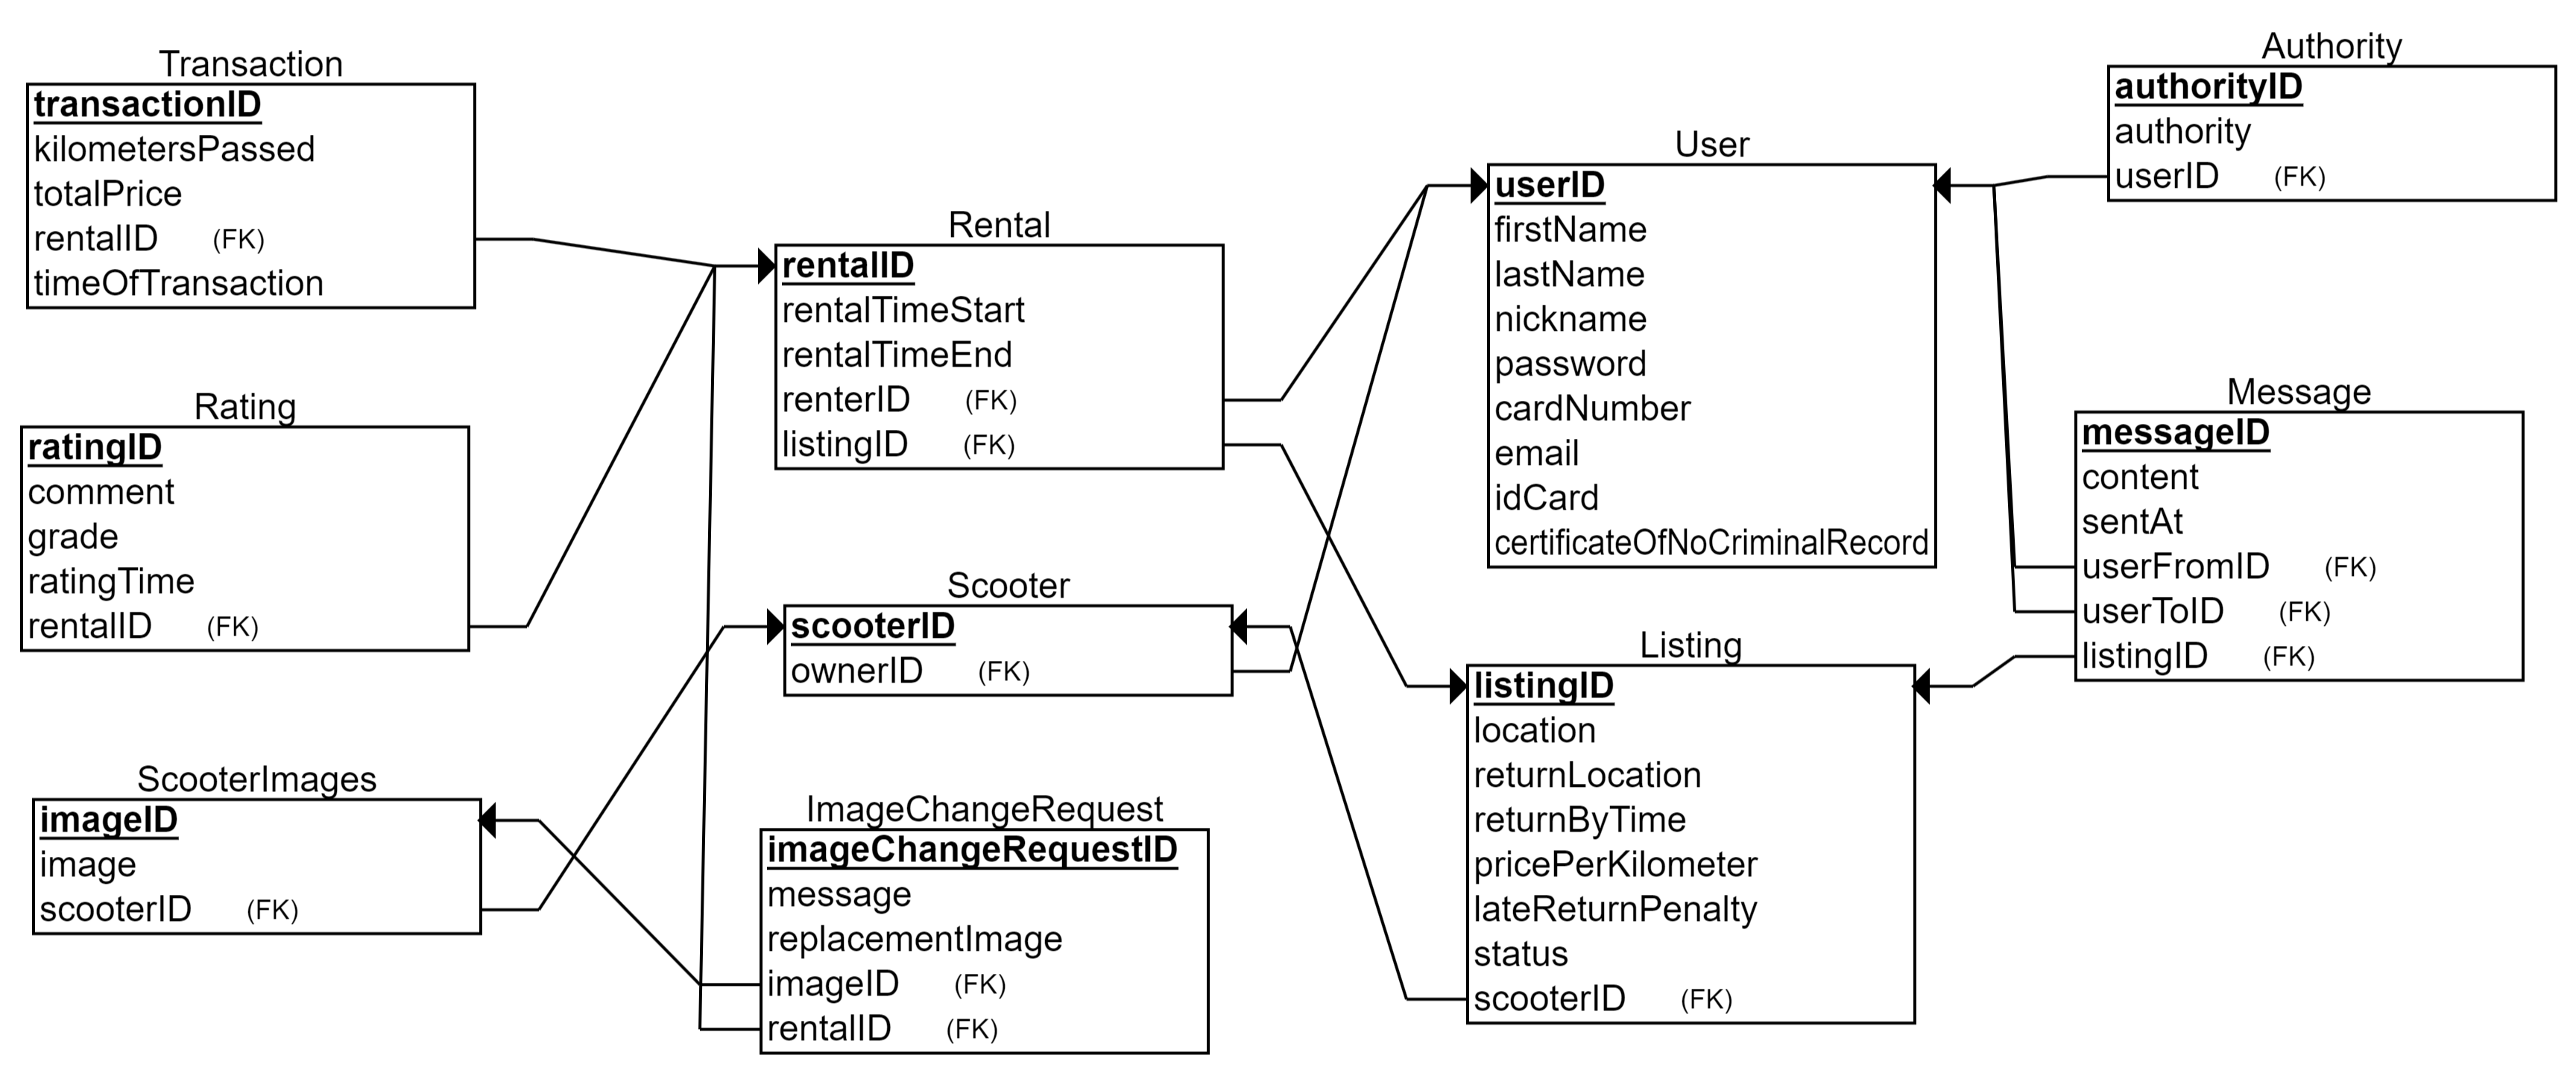 Transaction
transactionID
kilometersPassed
totalPrice
rentalID (FK)
timeOfTransaction
Rating
ratingID
comment
grade
ratingTime
rentalID (FK)
ScooterImages
imageID
image
scooterID (FK)
Rental
rentalID
rentalTimeStart
rentalTimeEnd
renterID (FK)
listingID (FK)
Scooter
scooterID
ownerID (FK)
ImageChangeRequest
imageChangeRequestID
message
replacementImage
imageID (FK)
rentalID (FK)
User
userID
firstName
lastName
nickname
password
cardNumber
email
idCard
certificateOfNoCriminalRecord
Listing
listingID
location
returnLocation
returnByTime
pricePerKilometer
lateReturnPenalty
status
scooterID (FK)
Authority
authorityID
authority
userID (FK)
Message
messageID
content
sentAt
userFromID (FK)
userToID (FK)
listingID (FK)